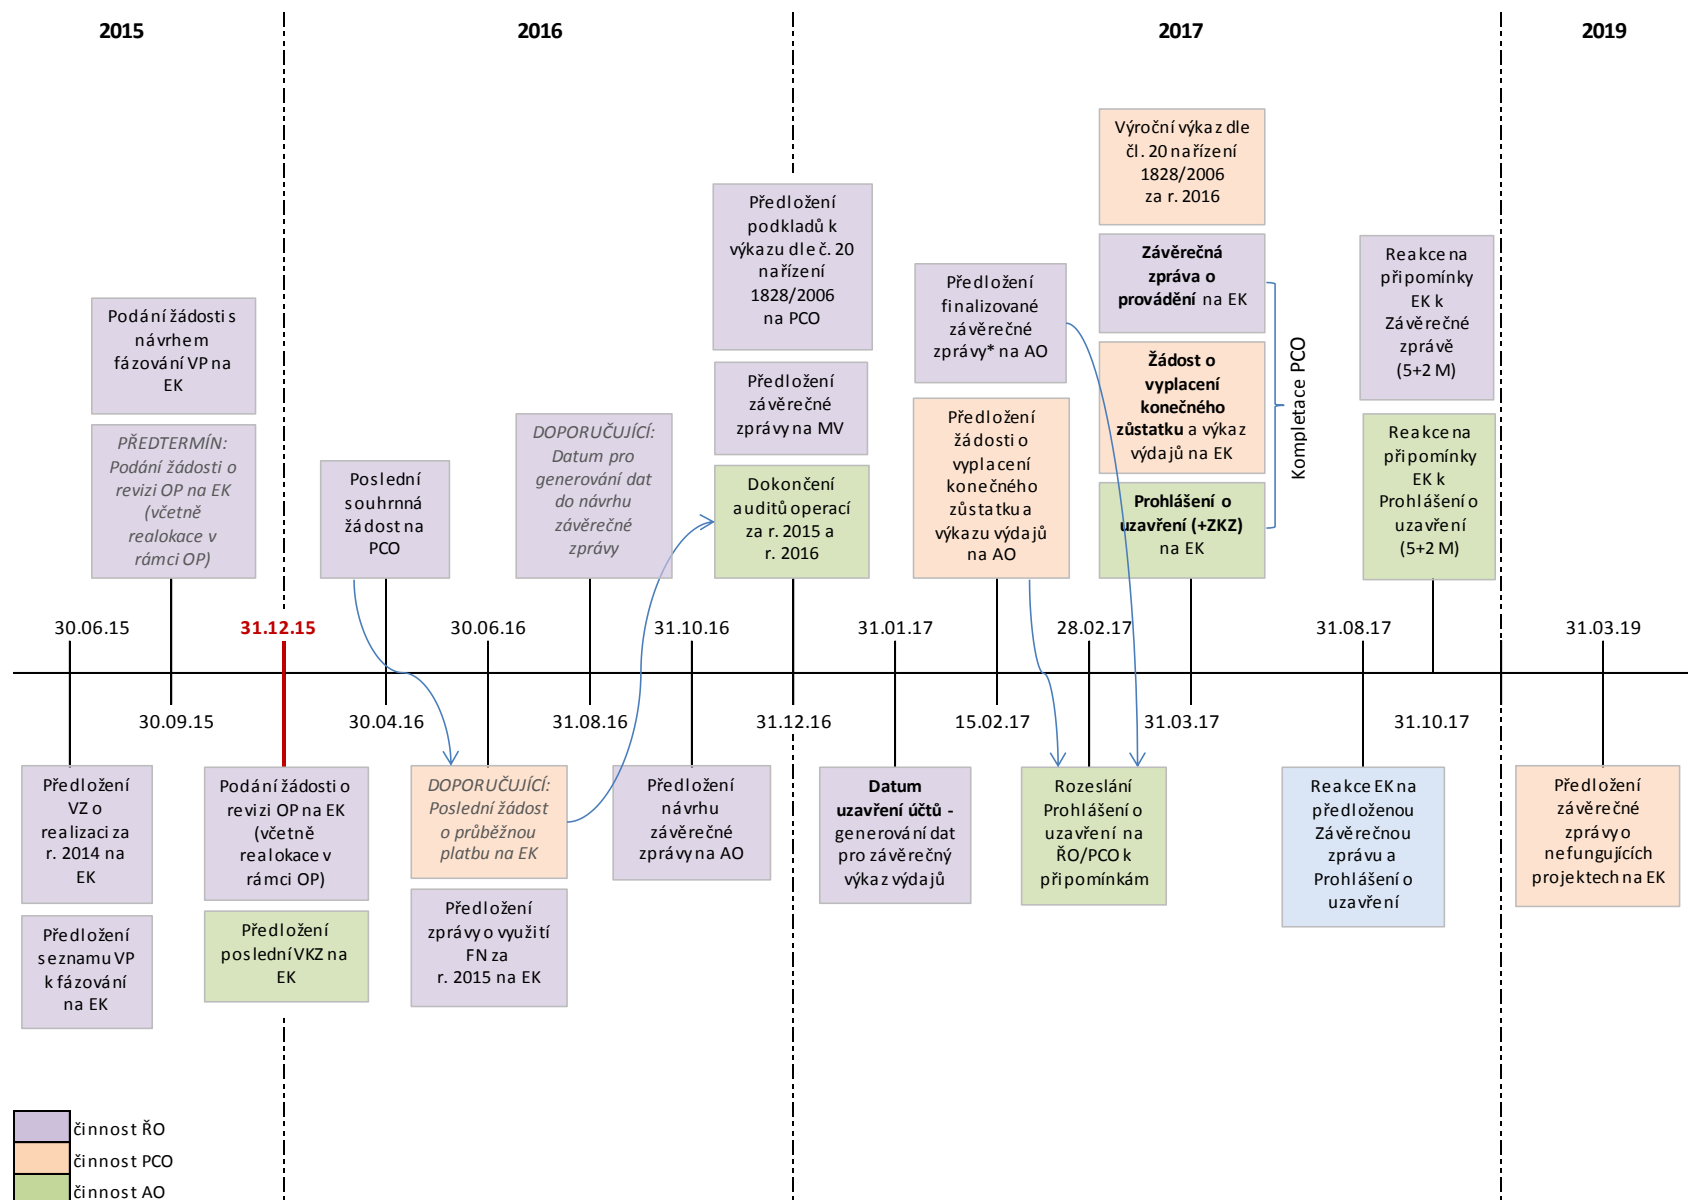 2015
2016
2017
2019
Výroční výkaz dle
čl. 20 nařízení
1828/2006
za r. 2016
Předložení
podkladů k
výkazu dle č. 20
nařízení
1828/2006
na PCO
Závěrečná
zpráva o
provádění na EK
Reakce na
připomínky
EK k
Závěrečné
zprávě
(5+2 M)
Předložení
finalizované
závěrečné
zprávy* na AO
Podání žádosti s
návrhem
fázování VP na
EK
Žádost o
vyplacení
konečného
zůstatku a výkaz
výdajů na EK
Kompletace PCO
Předložení
závěrečné
zprávy na MV
PŘEDTERMÍN:
Podání žádosti o
revizi OP na EK
(včetně
realokace v
rámci OP)
Poslední
souhrnná
žádost na
PCO
DOPORUČUJÍCÍ:
Datum pro
generování dat
do návrhu
závěrečné
zprávy
Dokončení
auditů operací
za r. 2015 a
r. 2016
Předložení
žádosti o
vyplacení
konečného
zůstatku a
výkazu výdajů
na AO
Prohlášení o
uzavření (+ZKZ)
na EK
Reakce na
připomínky
EK k
Prohlášení o
uzavření
(5+2 M)
30.06.15
31.12.15
30.06.16
31.10.16
31.01.17
28.02.17
31.08.17
31.03.19
30.09.15
30.04.16
31.08.16
31.12.16
15.02.17
31.03.17
31.10.17
Předložení
VZ o
realizaci za
r. 2014 na
EK
Podání žádosti o
revizi OP na EK
(včetně
realokace v
rámci OP)
DOPORUČUJÍCÍ:
Poslední žádost
o průběžnou
platbu na EK
Předložení
návrhu
závěrečné
zprávy na AO
Datum
uzavření účtů -
generování dat
pro závěrečný
výkaz výdajů
Rozeslání
Prohlášení o
uzavření na
ŘO/PCO k
připomínkám
Reakce EK na
předloženou
Závěrečnou
zprávu a
Prohlášení o
uzavření
Předložení
závěrečné
zprávy o
nefungujících
projektech na EK
Předložení
seznamu VP
k fázování
na EK
Předložení
poslední VKZ na
EK
Předložení
zprávy o využití
FN za
r. 2015 na EK
činnost ŘO
činnost PCO
činnost AO